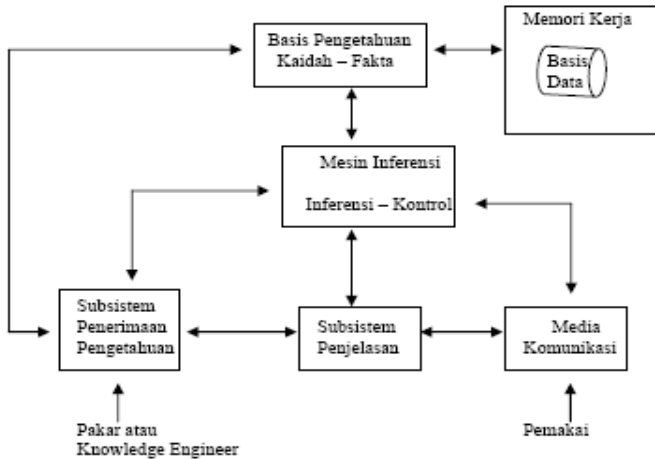 Basis Pengetahuan
Kaidah – Fakta
Memori Kerja
Basis
Data
Mesin Inferensi
Inferensi – Kontrol
Subsistem
Penerimaan
Pengetahuan
Subsistem
Penjelasan
Media
Komunikasi
Pakar atau
Knowledge Engineer
Pemakai